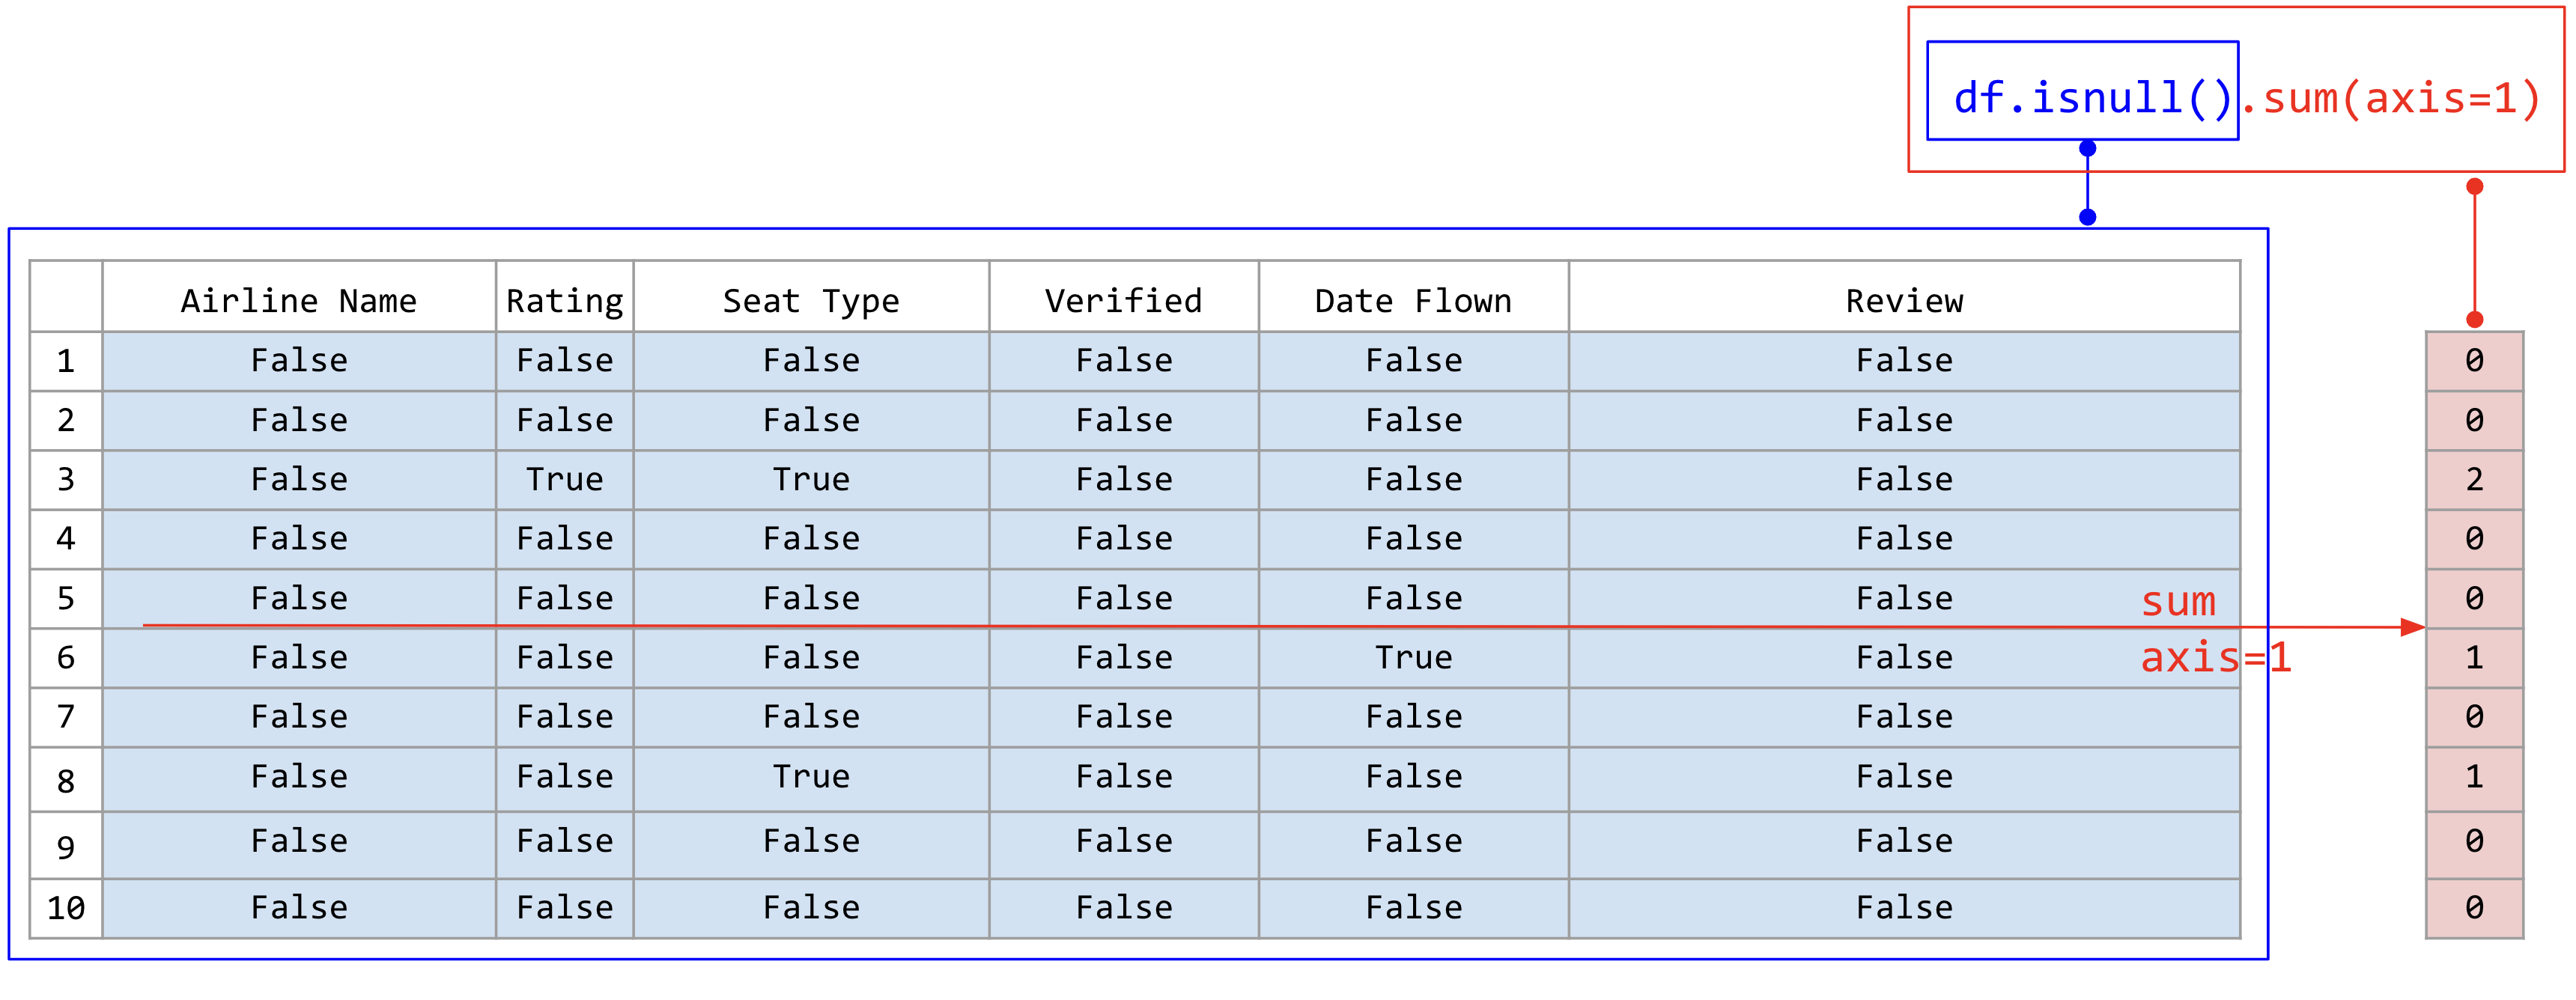 df.isnull().sum(axis=1)
Airline Name Rating Seat Type Verified Date Flown Review
1 False False False False False False 0
2 False False False False False False 0
3 False True True False False False 2
4 False False False False False False 0
5 False False False False False False sum 0
6 False False False False True False axis=1 1
7 False False False False False False 0
8 False False True False False False 1
9 False False False False False False 0
10 False False False False False False 0